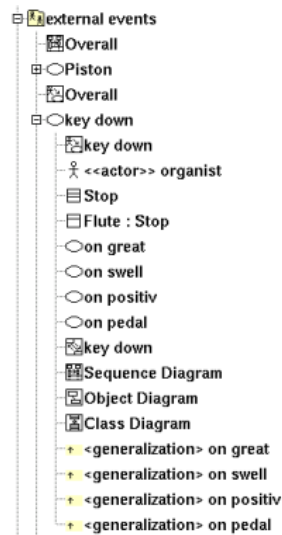 external events
Overall
Piston
Overall
key down
key down
<<actor>> organist
Stop
Flute : Stop
on great
on swell
on positiv
on pedal
key down
Sequence Diagram
Object Diagram
Class Diagram
<generalization> on great
<generalization> on swell
<generalization> on positiv
<generalization> on pedal